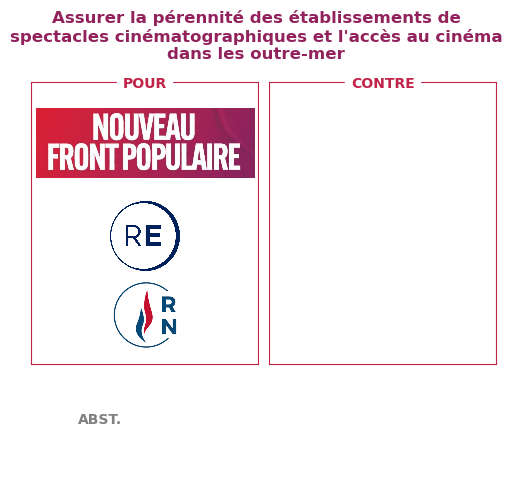 Assurer la pérennité des établissements de
spectacles cinématographiques et l'accès au cinéma
dans les outre-mer
POUR
CONTRE
NOUVEAU
FRONT POPULAIRE
RE
R
N
ABST.